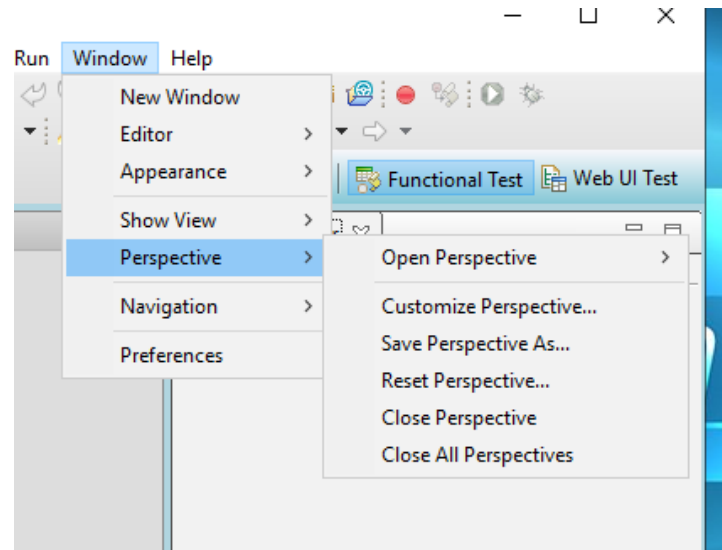 Run Window Help
New Window
Editor
Appearance
Functional Test Web UI Test
Show View
Perspective
Open Perspective
Navigation
Customize Perspective...
Save Perspective As...
Preferences
Reset Perspective...
Close Perspective
Close All Perspectives